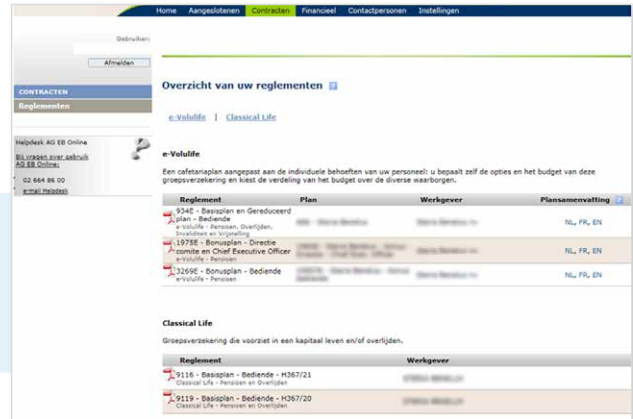 Home Aangeslotenen Contracten Financieel Contactpersonen Instellingen
Gebruiker:
Afmelden
CONTRACTEN
Reglementen
Helpdesk AG EB Online
Bij vragen over gebruik
AG EB Online:
02 664 86 00
e-mail Helpdesk
Overzicht van uw reglementen ?
e-Volulife | Classical Life
e-Volulife
Een cafetariaplan aangepast aan de individuele behoeften van uw personeel: u bepaalt zelf de opties en het budget van deze
groepsverzekering en kiest de verdeling van het budget over de diverse waarborgen.
Reglement Plan Werkgever Plansamenvatting ?
934E - Basisplan en Gereduceerd
plan - Bediende
e-Volulife - Pensioen, Overlijden,
Invaliditeit en Vrijstelling
NL, FR, EN
1975E - Bonusplan - Directie
comite en Chief Executive Officer
e-Volulife - Pensioen
NL, FR, EN
3269E - Bonusplan - Bediende
e-Volulife - Pensioen
NL, FR, EN
Classical Life
Groepsverzekering die voorziet in een kapitaal leven en/of overlijden.
Reglement Werkgever
9116 - Basisplan - Bediende - H367/21
Classical Life - Pensioen en Overlijden
9119 - Basisplan - Bediende - H367/20
Classical Life - Pensioen en Overlijden